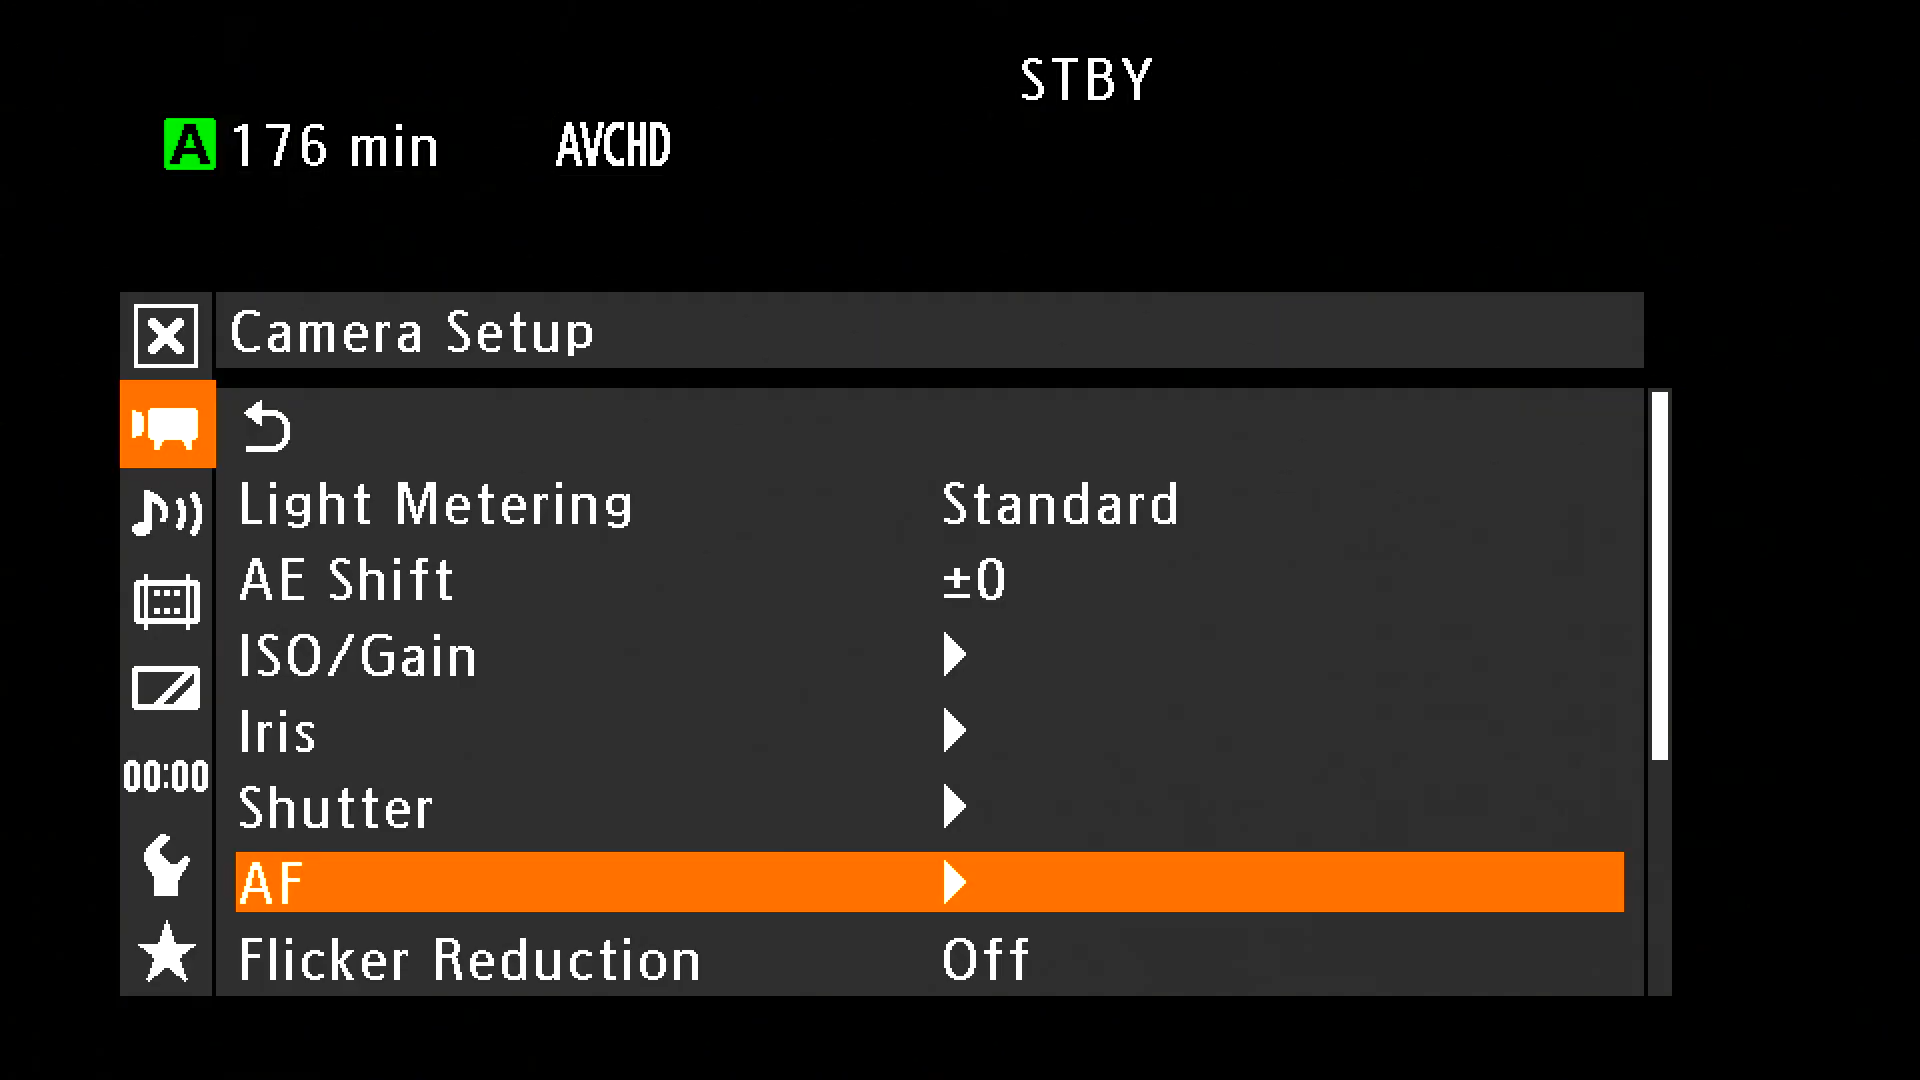 STBY
A 176 min AVCHD
Camera Setup
Light Metering Standard
AE Shift ±0
ISO/Gain
Iris
00:00
Shutter
AF
Flicker Reduction Off